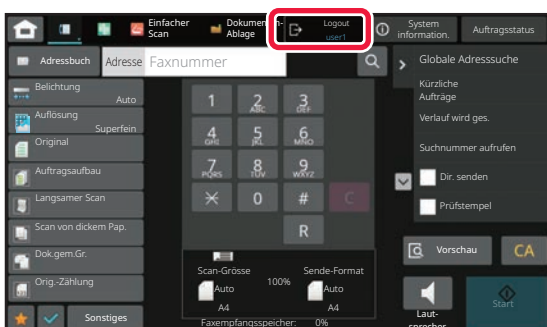 Einfacher Scan
Dokumenten-Ablage
Logout
user1
System information.
Auftragsstatus
Adressbuch
Adresse
Faxnummer
Globale Adresssuche
Kürzliche Aufträge
Verlauf wird ges.
Suchnummer aufrufen
Dir. senden
Prüfstempel
Belichtung
Auto
Auflösung
Superfein
Original
Auftragsaufbau
Langsamer Scan
Scan von dickem Pap.
Dok.gem.Gr.
Orig.-Zählung
Sonstiges
1
2 ABC
3 DEF
4 GHI
5 JKL
6 MNO
7 PQRS
8 TUV
9 WXYZ
0
#
C
R
Scan-Grösse
Auto
A4
100%
Sende-Format
Auto
A4
Faxempfangsspeicher: 0%
Vorschau
CA
Laut-sprecher
Start